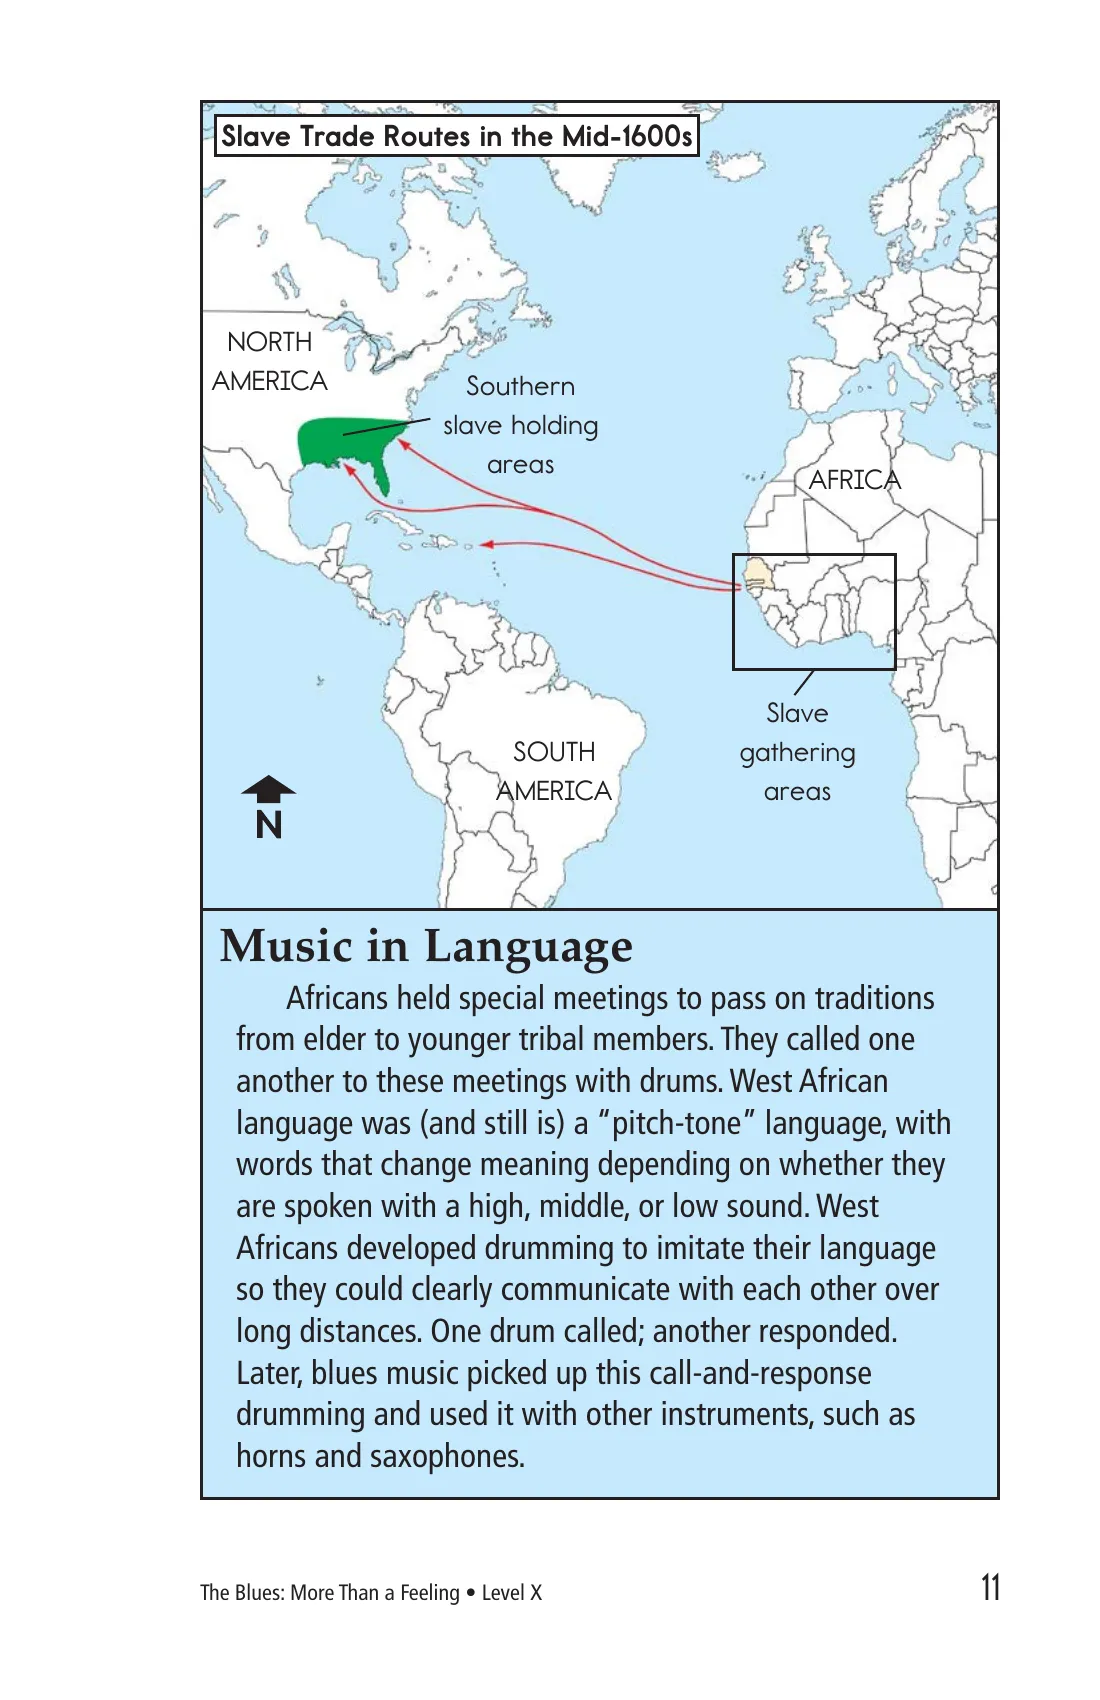 Slave Trade Routes in the Mid-1600s
NORTH
AMERICA
Southern
slave holding
areas
AFRICA
Slave
gathering
areas
SOUTH
AMERICA
N
Music in Language
Africans held special meetings to pass on traditions
from elder to younger tribal members. They called one
another to these meetings with drums. West African
language was (and still is) a “pitch-tone” language, with
words that change meaning depending on whether they
are spoken with a high, middle, or low sound. West
Africans developed drumming to imitate their language
so they could clearly communicate with each other over
long distances. One drum called; another responded.
Later, blues music picked up this call-and-response
drumming and used it with other instruments, such as
horns and saxophones.
The Blues: More Than a Feeling • Level X
11